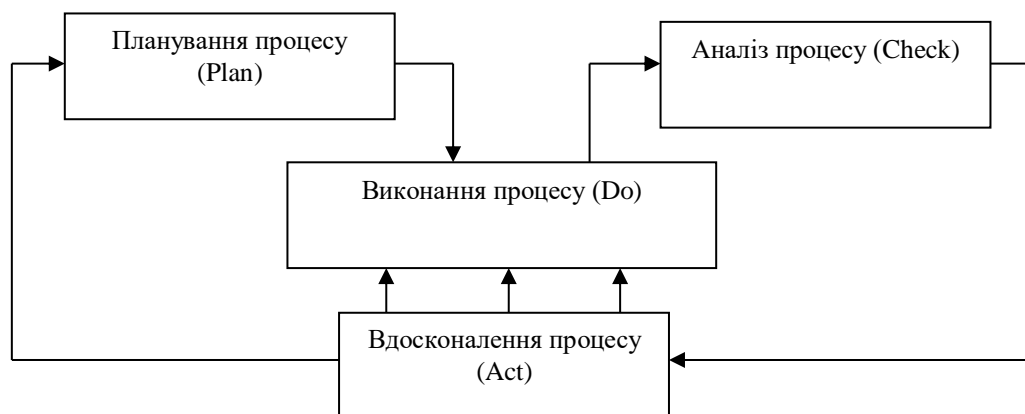 Планування процесу
(Plan)
Аналіз процесу (Check)
Виконання процесу (Do)
Вдосконалення процесу
(Act)